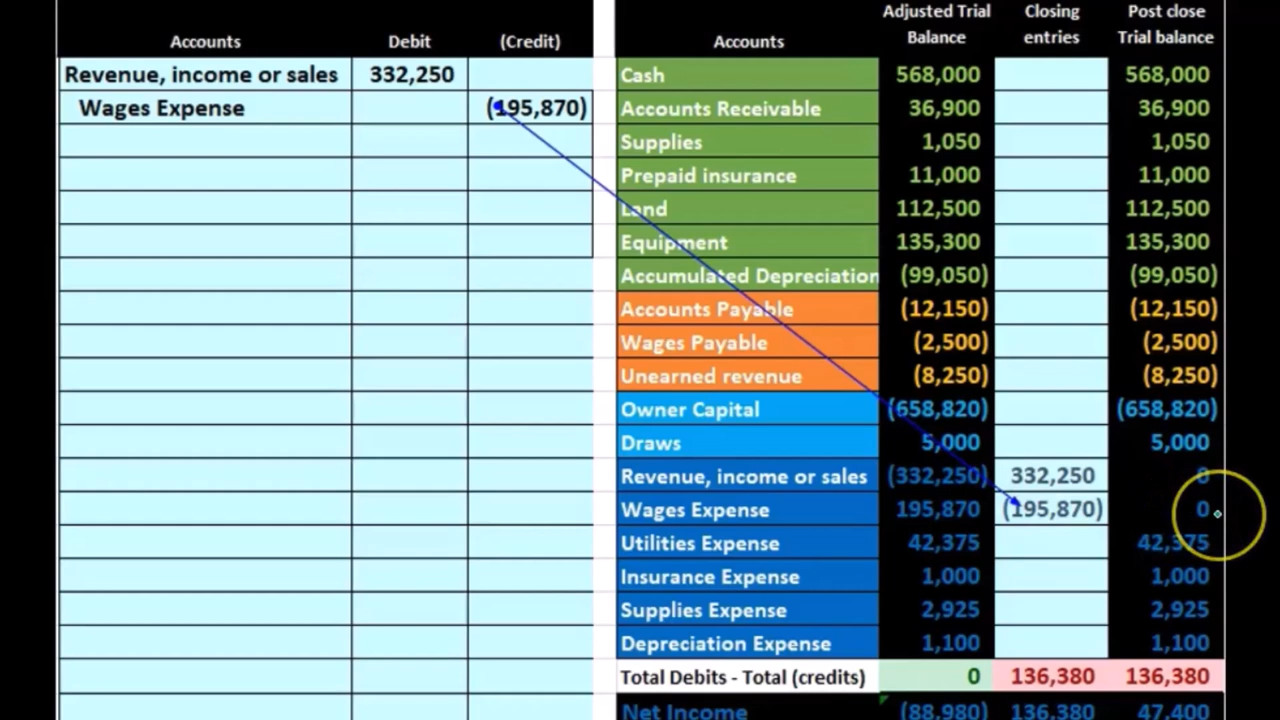 Accounts Debit (Credit)
Revenue, income or sales 332,250
Wages Expense (195,870)
Accounts Adjusted Trial Balance Closing entries Post close Trial balance
Cash 568,000 568,000
Accounts Receivable 36,900 36,900
Supplies 1,050 1,050
Prepaid insurance 11,000 11,000
Land 112,500 112,500
Equipment 135,300 135,300
Accumulated Depreciation (99,050) (99,050)
Accounts Payable (12,150) (12,150)
Wages Payable (2,500) (2,500)
Unearned revenue (8,250) (8,250)
Owner Capital (658,820) (658,820)
Draws 5,000 5,000
Revenue, income or sales (332,250) 332,250 0
Wages Expense 195,870 (195,870) 0
Utilities Expense 42,375 42,375
Insurance Expense 1,000 1,000
Supplies Expense 2,925 2,925
Depreciation Expense 1,100 1,100
Total Debits - Total (credits) 0 136,380 136,380
Net Income (88,980) 136,380 47,400